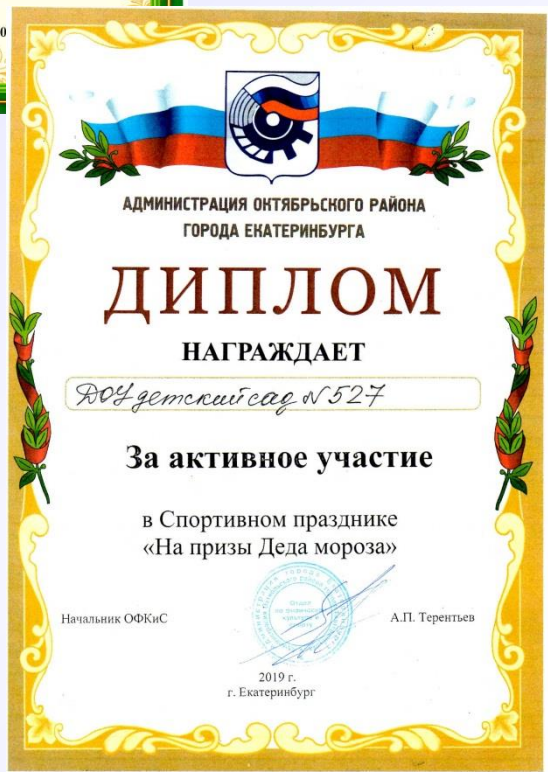 АДМИНИСТРАЦИЯ ОКТЯБРЬСКОГО РАЙОНА
ГОРОДА ЕКАТЕРИНБУРГА
ДИПЛОМ
НАГРАЖДАЕТ
ДОУ детский сад N 527
За активное участие
в Спортивном празднике
«На призы Деда мороза»
Начальник ОФКиС
А.П. Терентьев
2019 г.
г. Екатеринбург